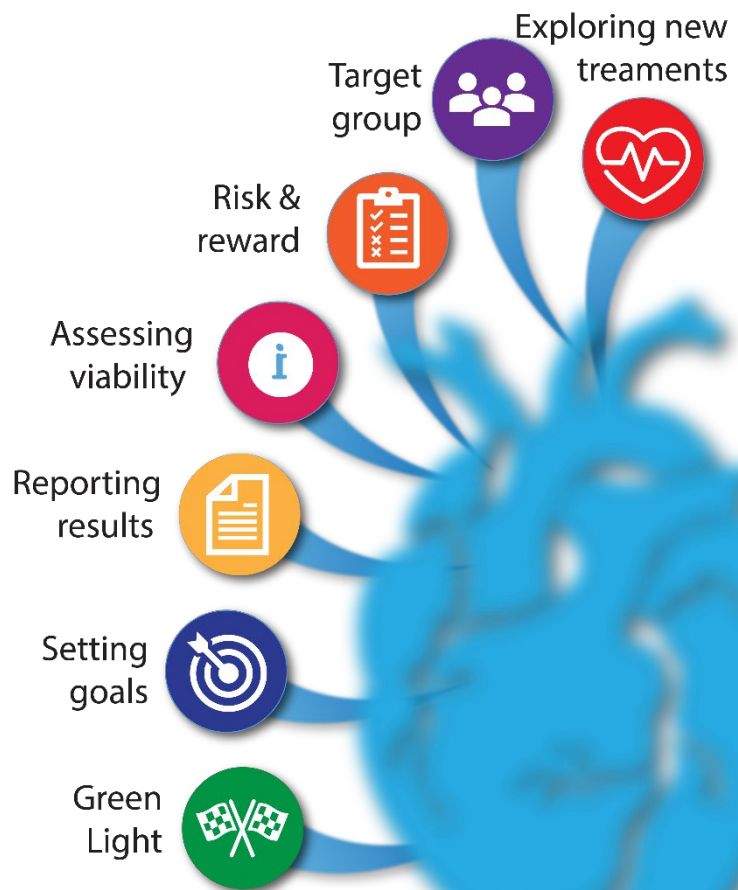 Exploring new
treaments
Target
group
Risk &
reward
Assessing
viability
i
Reporting
results
Setting
goals
Green
Light